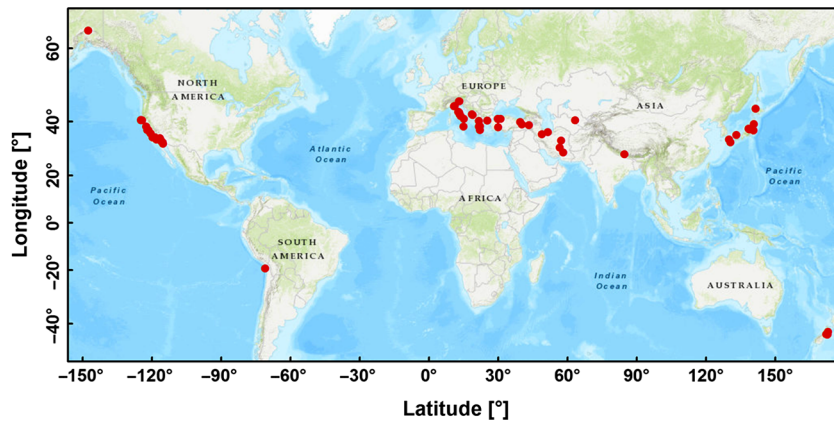 60°
40°
20°
0°
−20°
−40°
Longitude [°]
NORTH
AMERICA
EUROPE
ASIA
Atlantic
Ocean
Pacific
Ocean
Pacific
Ocean
AFRICA
SOUTH
AMERICA
Indian
Ocean
AUSTRALIA
−150° −120° −90° −60° −30° 0° 30° 60° 90° 120° 150°
Latitude [°]